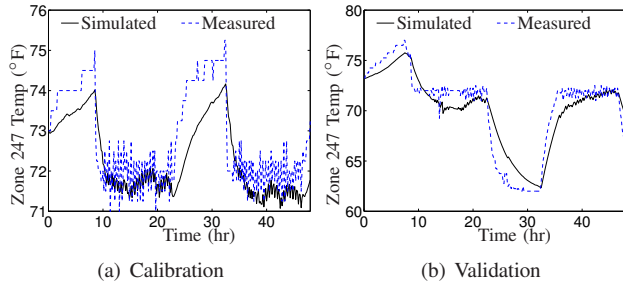 Simulated Measured
Zone 247 Temp (°F)
76
75
74
73
72
71
0 10 20 30 40
Time (hr)
(a) Calibration
Simulated Measured
Zone 247 Temp (°F)
80
75
70
65
60
0 10 20 30 40
Time (hr)
(b) Validation